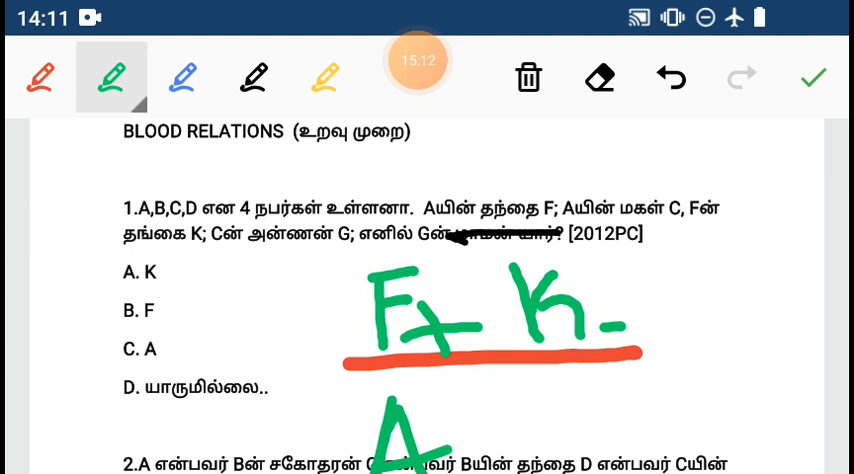 14:11
15:12
BLOOD RELATIONS (உறவு முறை)
1.A,B,C,D என 4 நபர்கள் உள்ளனா. Aயின் தந்தை F; Aயின் மகள் C, Fன்
தங்கை K; Cன் அண்ணன் G; எனில் Gன் மாமன் யார்? [2012PC]
A. K
B. F
C. A
D. யாருமில்லை..
F+ K-
A
2.A என்பவர் Bன் சகோதரன் Bயின் தந்தை D என்பவர் Cயின்